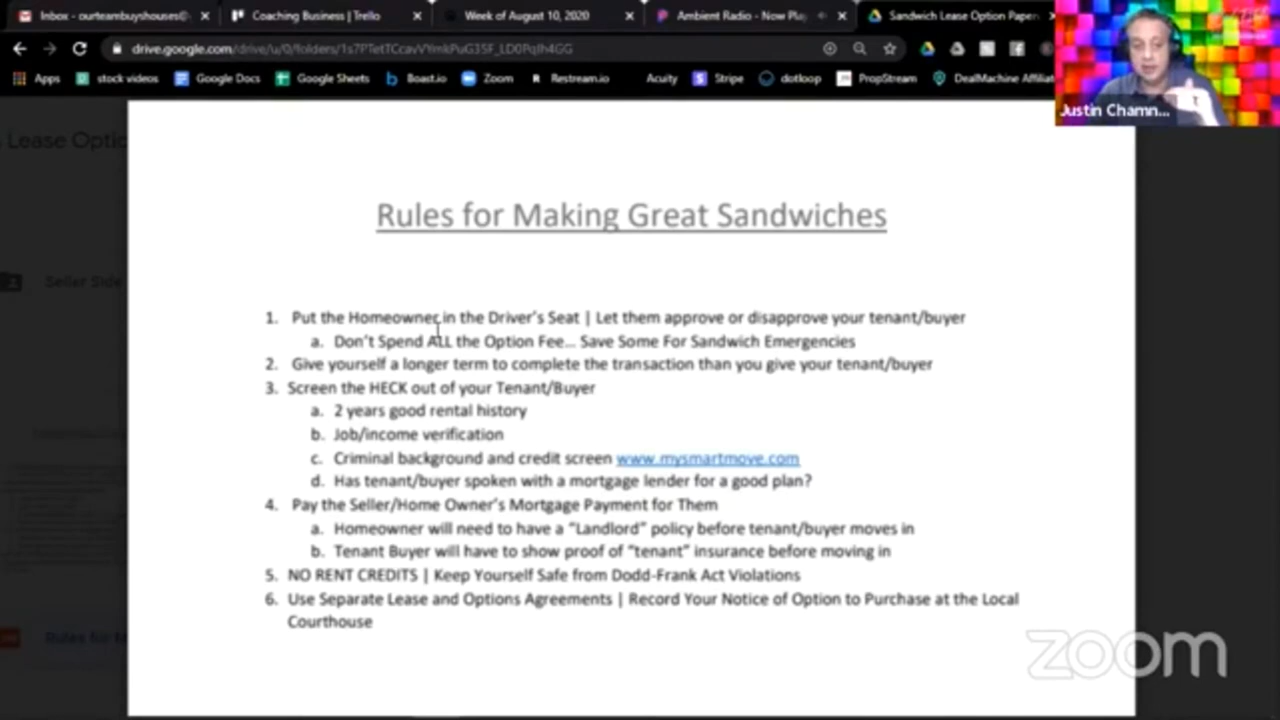 Inbox - ourteambuyshouses@
Coaching Business | Trello
Week of August 10, 2020
Ambient Radio - Now Pla
Sandwich Lease Option Paper
drive.google.com/drive/u/0/folders/
Apps
stock videos
Google Docs
Google Sheets
Boast.io
Zoom
Restream.io
Acuity
Stripe
dotloop
PropStream
DealMachine Affiliat
Justin Chamn...
Lease Optio
Rules for Making Great Sandwiches
Seller Side
1. Put the Homeowner in the Driver's Seat | Let them approve or disapprove your tenant/buyer
a. Don't Spend ALL the Option Fee... Save Some For Sandwich Emergencies
2. Give yourself a longer term to complete the transaction than you give your tenant/buyer
3. Screen the HECK out of your Tenant/Buyer
a. 2 years good rental history
b. Job/income verification
c. Criminal background and credit screen www.mysmartmove.com
d. Has tenant/buyer spoken with a mortgage lender for a good plan?
4. Pay the Seller/Home Owner's Mortgage Payment for Them
a. Homeowner will need to have a "Landlord" policy before tenant/buyer moves in
b. Tenant Buyer will have to show proof of "tenant" insurance before moving in
5. NO RENT CREDITS | Keep Yourself Safe from Dodd-Frank Act Violations
6. Use Separate Lease and Options Agreements | Record Your Notice of Option to Purchase at the Local
Courthouse
Rules for M
zoom